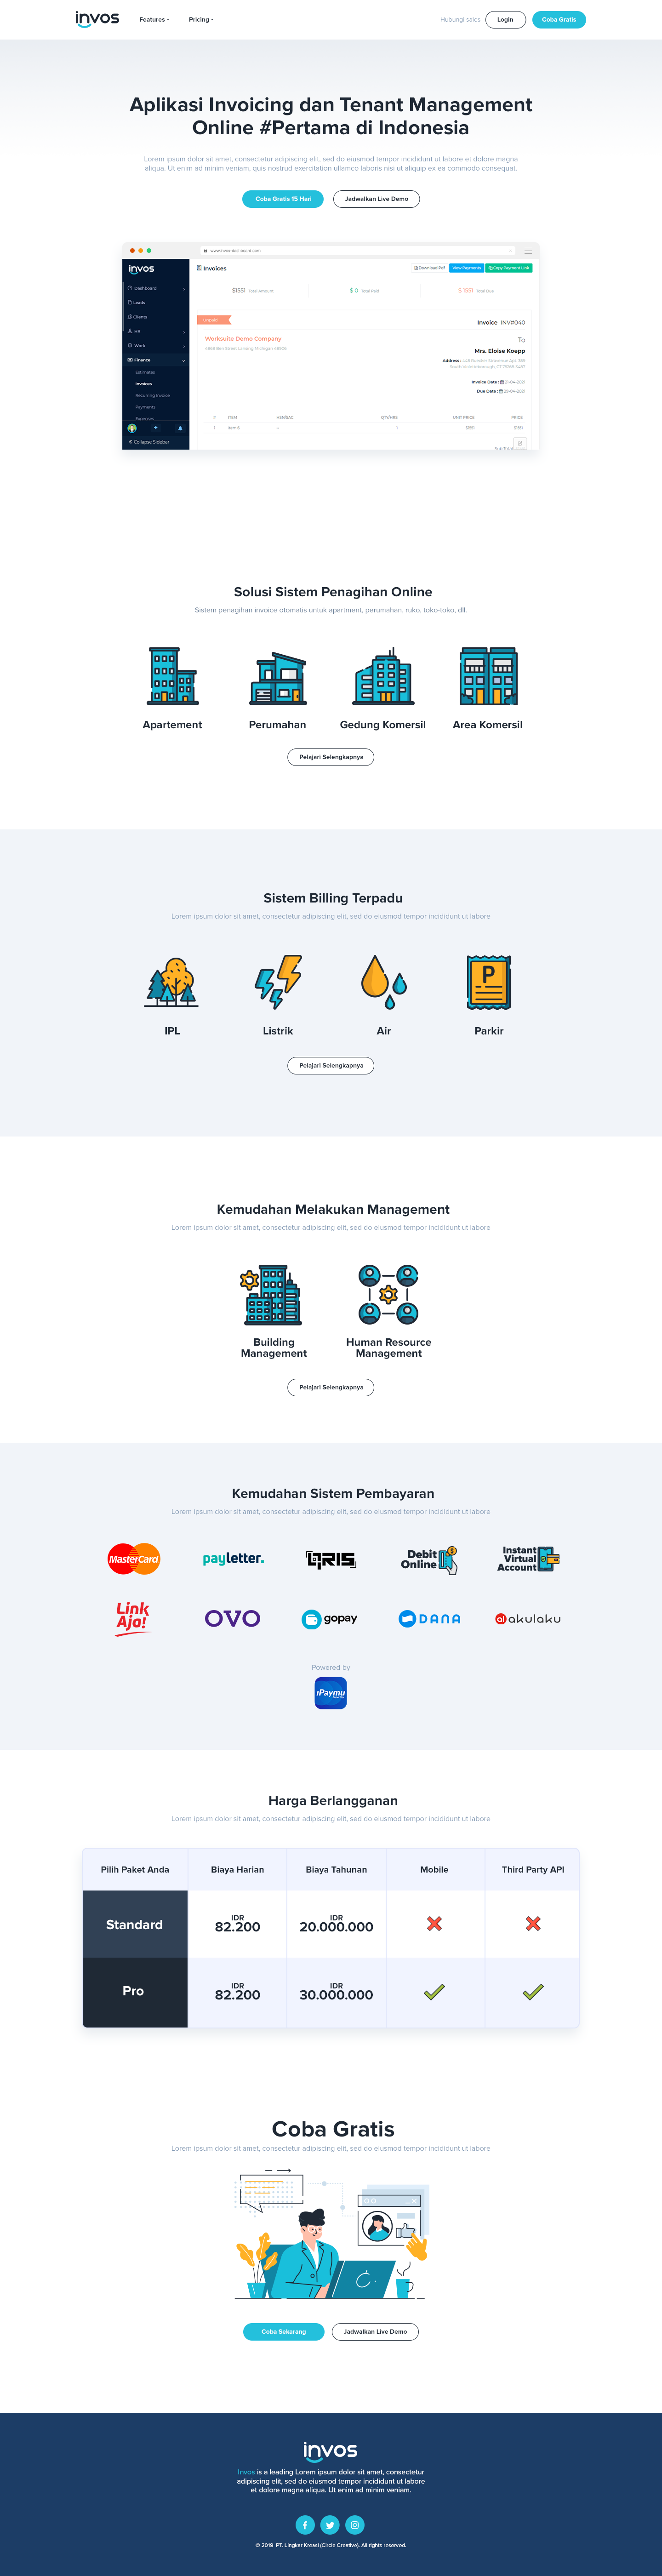 invos
Features
Pricing
Hubungi sales
Login
Coba Gratis
Aplikasi Invoicing dan Tenant Management
Online #Pertama di Indonesia
Lorem ipsum dolor sit amet, consectetur adipiscing elit, sed do eiusmod tempor incididunt ut labore et dolore magna
aliqua. Ut enim ad minim veniam, quis nostrud exercitation ullamco laboris nisi ut aliquip ex ea commodo consequat.
Coba Gratis 15 Hari
Jadwalkan Live Demo
www.invos-dashboard.com
invos
Dashboard
Leads
Clients
HR
Work
Finance
Estimates
Invoices
Recurring Invoice
Payments
Expenses
Collapse Sidebar
Invoices
Download Pdf
View Payments
Copy Payment Link
$1551 Total Amount
$ 0 Total Paid
$ 1551 Total Due
Unpaid
Invoice INV#040
Worksuite Demo Company
To
Mrs. Eloise Koepp
Address :
Invoice Date : 21-04-2021
Due Date : 29-04-2021
# ITEM HSN/SAC QTY/HRS UNIT PRICE PRICE
1 1
Sub Total
Solusi Sistem Penagihan Online
Sistem penagihan invoice otomatis untuk apartment, perumahan, ruko, toko-toko, dll.
Apartement
Perumahan
Gedung Komersil
Area Komersil
Pelajari Selengkapnya
Sistem Billing Terpadu
Lorem ipsum dolor sit amet, consectetur adipiscing elit, sed do eiusmod tempor incididunt ut labore
P
IPL
Listrik
Air
Parkir
Pelajari Selengkapnya
Kemudahan Melakukan Management
Lorem ipsum dolor sit amet, consectetur adipiscing elit, sed do eiusmod tempor incididunt ut labore
Building
Management
Human Resource
Management
Pelajari Selengkapnya
Kemudahan Sistem Pembayaran
Lorem ipsum dolor sit amet, consectetur adipiscing elit, sed do eiusmod tempor incididunt ut labore
MasterCard
payletter.
QRIS
Debit
Online
Instant
Virtual
Account
Link
Aja!
OVO
gopay
DANA
al akulaku
Powered by
iPaymu
Harga Berlangganan
Lorem ipsum dolor sit amet, consectetur adipiscing elit, sed do eiusmod tempor incididunt ut labore
Pilih Paket Anda
Biaya Harian
Biaya Tahunan
Mobile
Third Party API
Standard
IDR
82.200
IDR
20.000.000
Pro
IDR
82.200
IDR
30.000.000
Coba Gratis
Lorem ipsum dolor sit amet, consectetur adipiscing elit, sed do eiusmod tempor incididunt ut labore
Coba Sekarang
Jadwalkan Live Demo
invos
Invos is a leading Lorem ipsum dolor sit amet, consectetur
adipiscing elit, sed do eiusmod tempor incididunt ut labore
et dolore magna aliqua. Ut enim ad minim veniam.
© 2019 PT. Lingkar Kreasi (Circle Creative). All rights reserved.